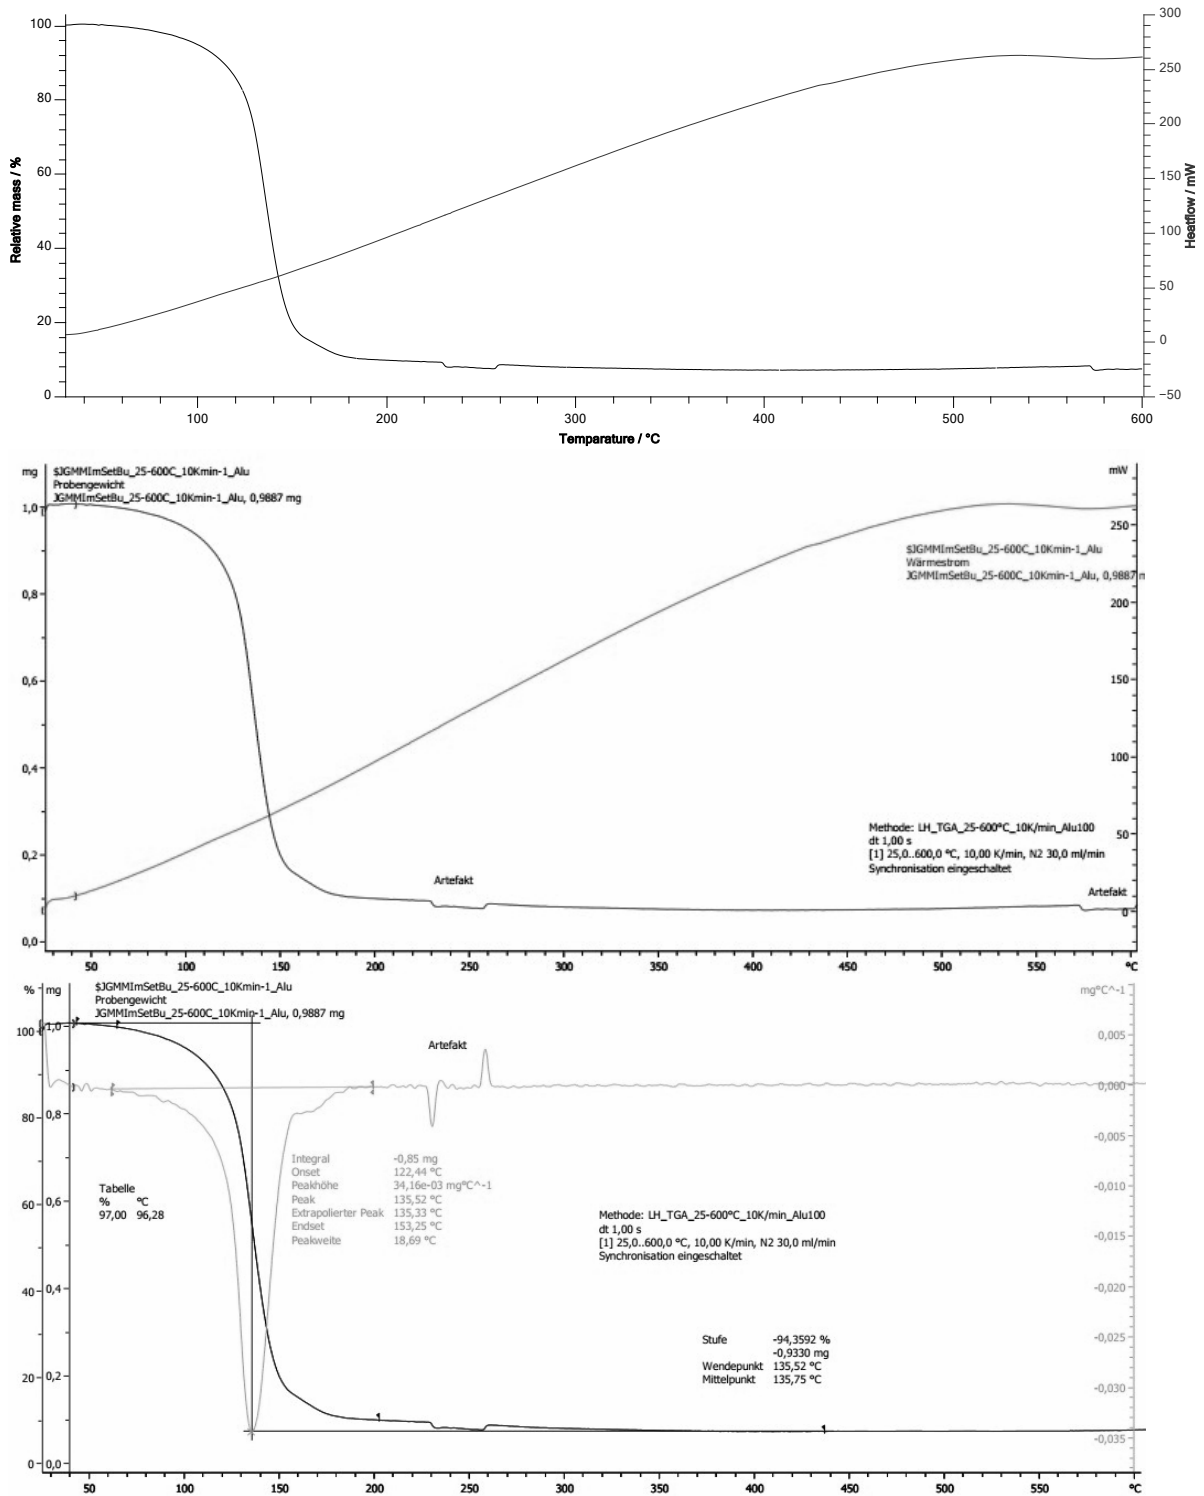 100
80
60
40
20
0
Relative mass / %
300
250
200
150
100
50
0
−50
Heatflow / mW
100
200
300
400
500
600
Temparature / °C
mg
$JGMMImSetBu_25-600C_10Kmin-1_Alu
Probengewicht
JGMMImSetBu_25-600C_10Kmin-1_Alu, 0,9887 mg
mW
1,0
0,8
0,6
0,4
0,2
0,0
250
200
150
100
50
0
$JGMMImSetBu_25-600C_10Kmin-1_Alu
Wärmestrom
JGMMImSetBu_25-600C_10Kmin-1_Alu, 0,9887 m
Methode: LH_TGA_25-600°C_10K/min_Alu100
dt 1,00 s
[1] 25,0..600,0 °C, 10,00 K/min, N2 30,0 ml/min
Synchronisation eingeschaltet
Artefakt
Artefakt
50 100 150 200 250 300 350 400 450 500 550 °C
% mg
$JGMMImSetBu_25-600C_10Kmin-1_Alu
Probengewicht
JGMMImSetBu_25-600C_10Kmin-1_Alu, 0,9887 mg
mg°C^-1
100
80
60
40
20
0
1,0
0,8
0,6
0,4
0,2
0,0
Artefakt
0,005
0,000
-0,005
-0,010
-0,015
-0,020
-0,025
-0,030
-0,035
Integral -0,85 mg
Onset 122,44 °C
Peakhöhe 34,16e-03 mg°C^-1
Peak 135,52 °C
Extrapolierter Peak 135,33 °C
Endset 153,25 °C
Peakweite 18,69 °C
Tabelle
% °C
97,00 96,28
Methode: LH_TGA_25-600°C_10K/min_Alu100
dt 1,00 s
[1] 25,0..600,0 °C, 10,00 K/min, N2 30,0 ml/min
Synchronisation eingeschaltet
Stufe -94,3592 %
-0,9330 mg
Wendepunkt 135,52 °C
Mittelpunkt 135,75 °C
50 100 150 200 250 300 350 400 450 500 550 °C